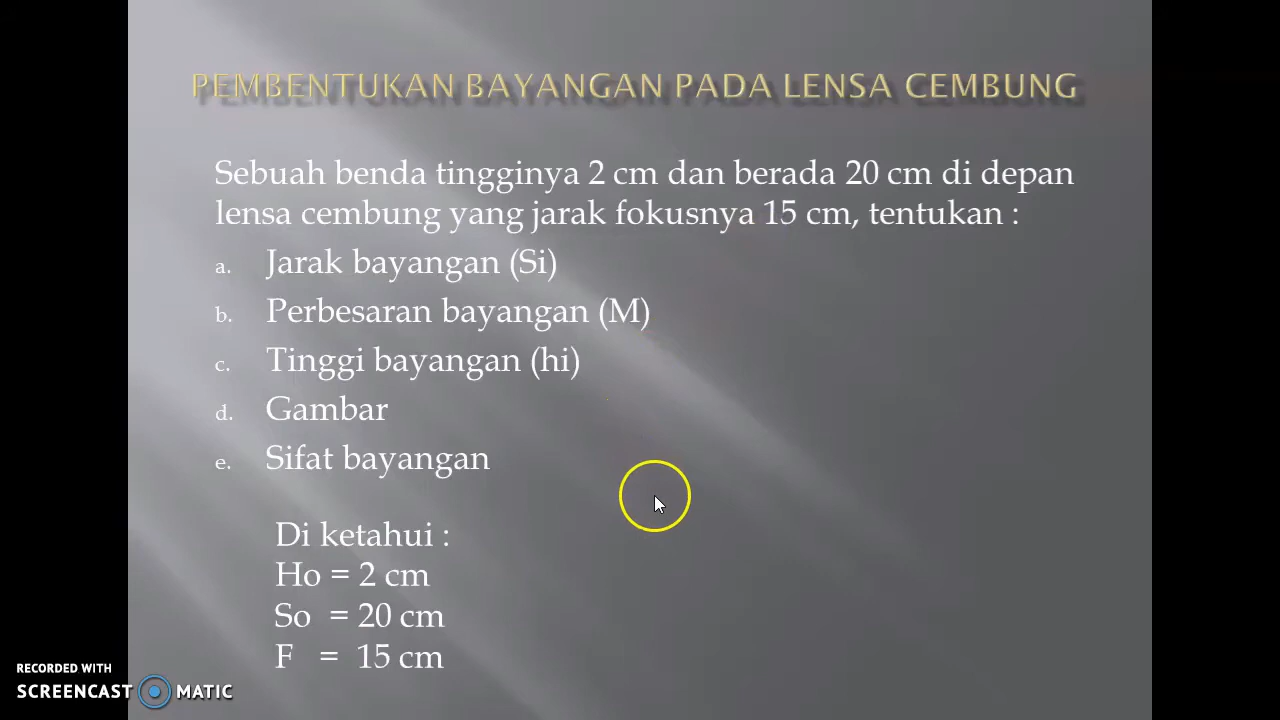 PEMBENTUKAN BAYANGAN PADA LENSA CEMBUNG
Sebuah benda tingginya 2 cm dan berada 20 cm di depan
lensa cembung yang jarak fokusnya 15 cm, tentukan :
a. Jarak bayangan (Si)
b. Perbesaran bayangan (M)
c. Tinggi bayangan (hi)
d. Gambar
e. Sifat bayangan
Di ketahui :
Ho = 2 cm
So = 20 cm
F = 15 cm
RECORDED WITH
SCREENCAST MATIC